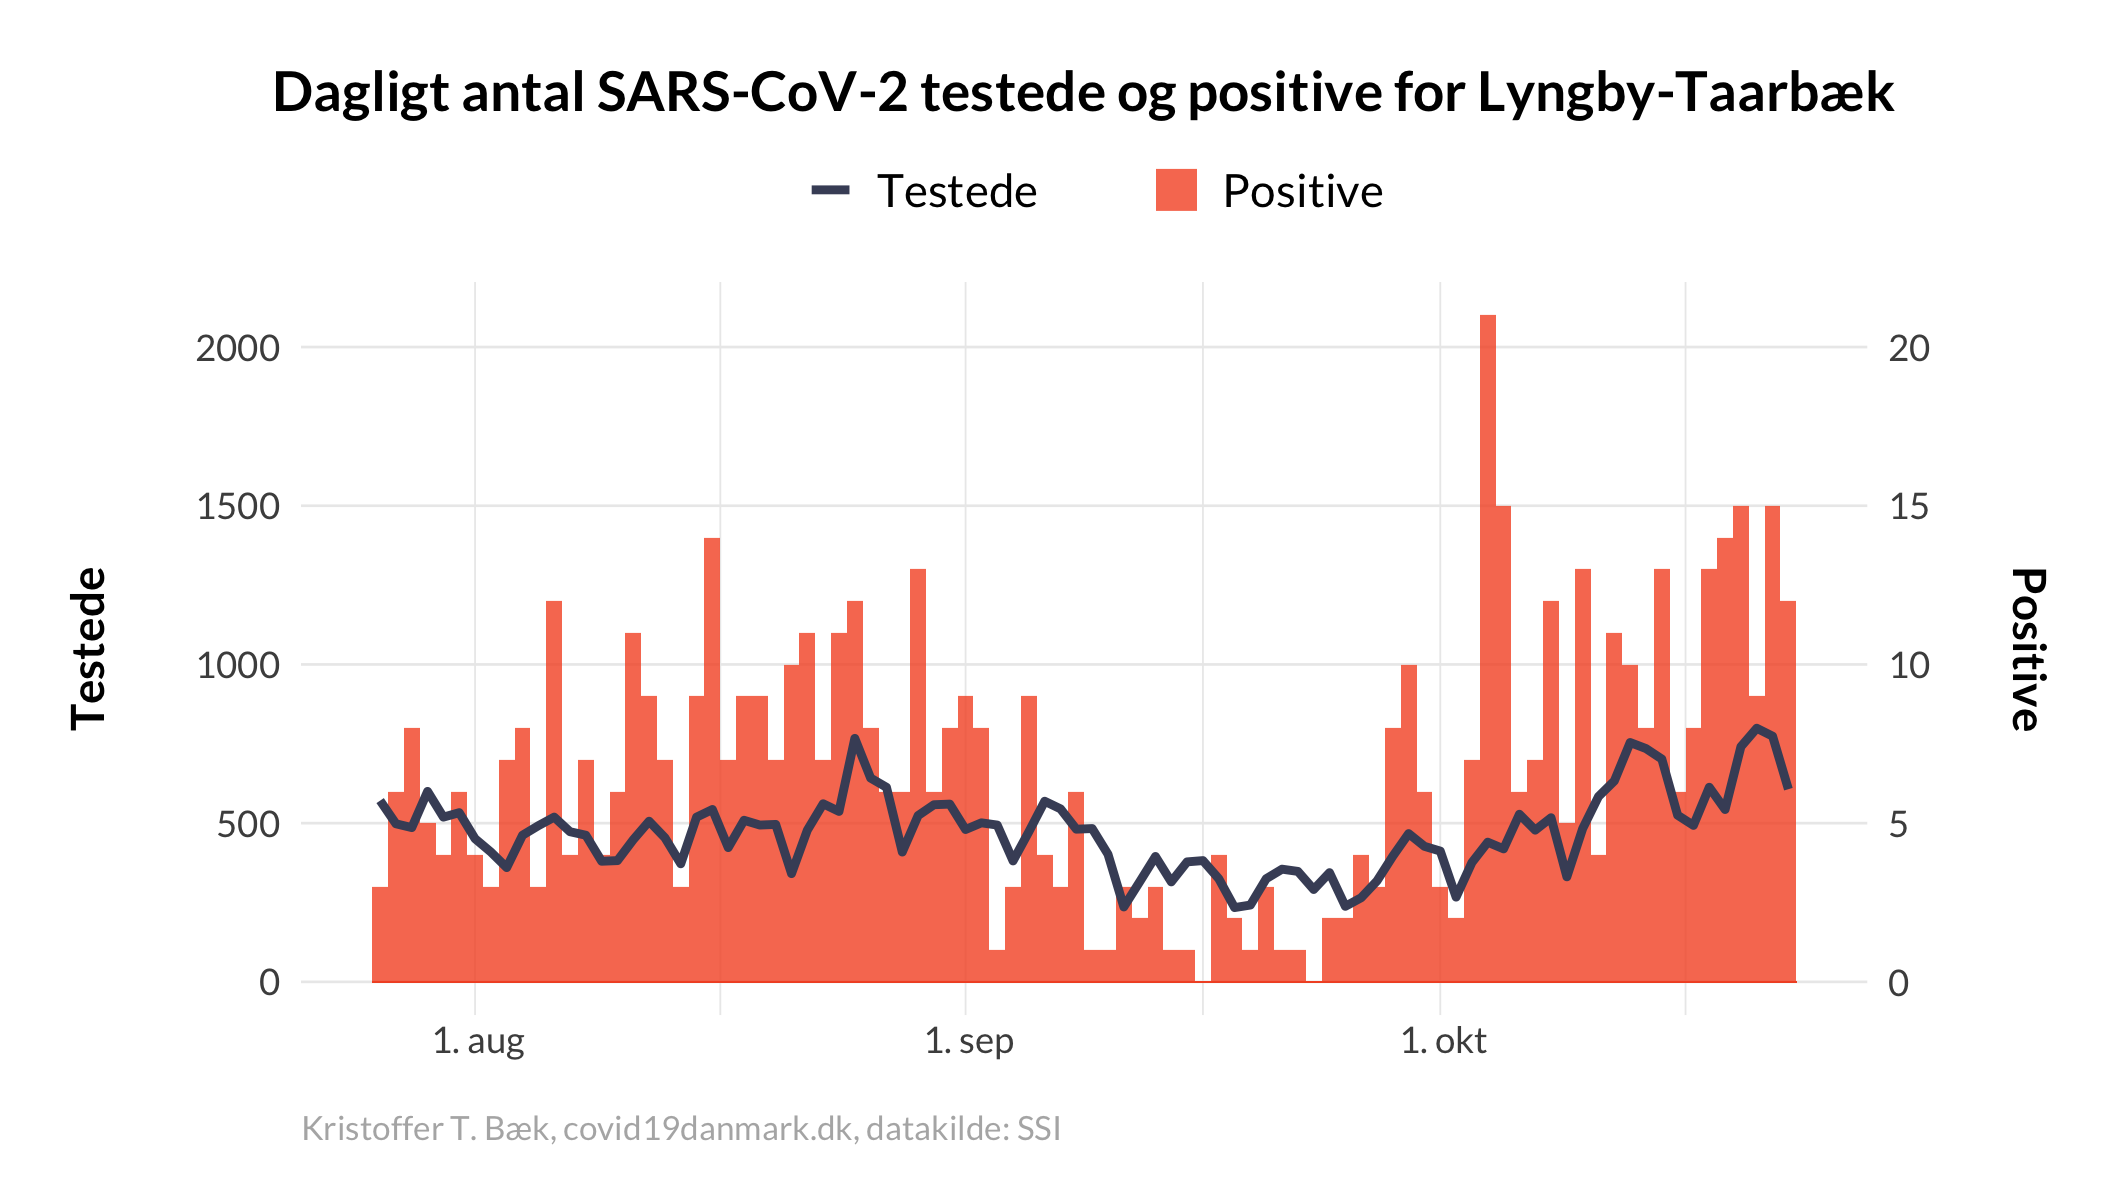 Dagligt antal SARS-CoV-2 testede og positive for Lyngby-Taarbæk
Testede
Positive
2000
1500
1000
500
0
Testede
20
15
10
5
0
Positive
1. aug
1. sep
1. okt
Kristoffer T. Bæk, covid19danmark.dk, datakilde: SSI